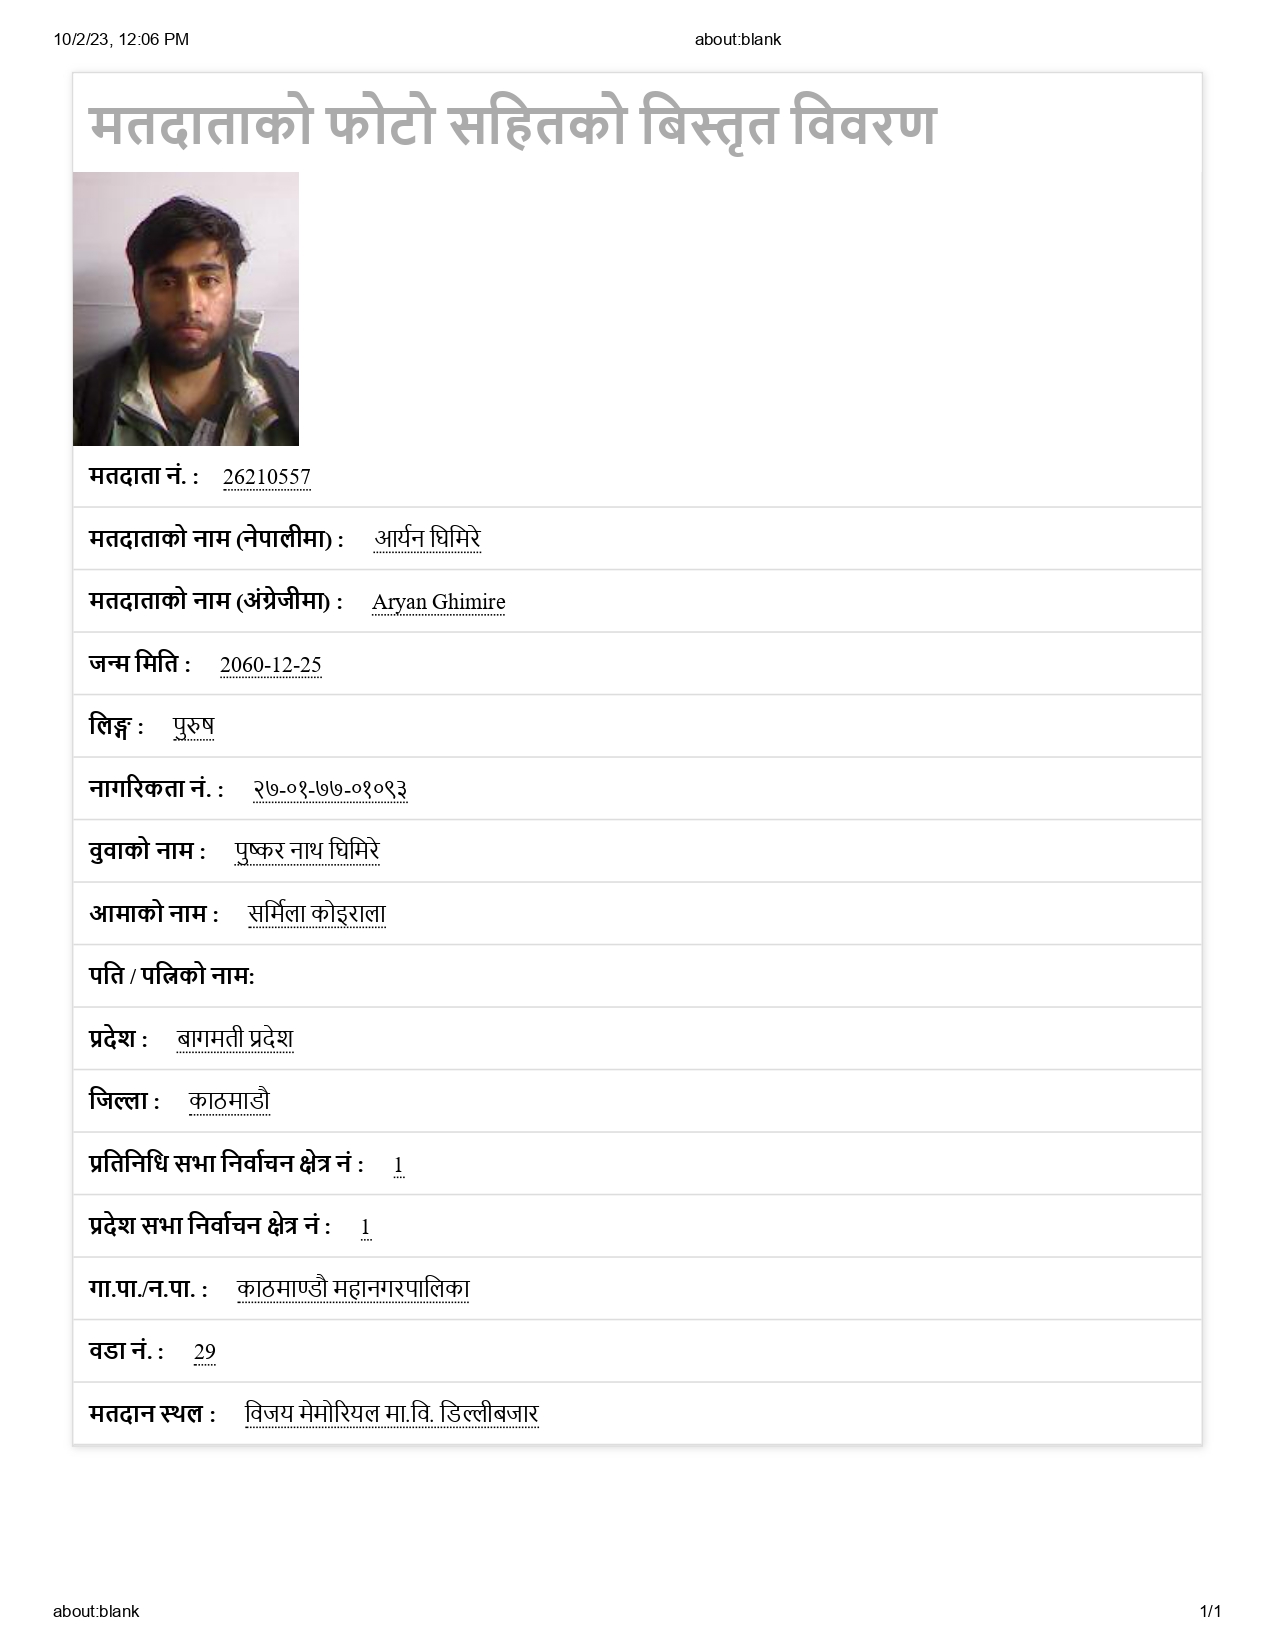 10/2/23, 12:06 PM about:blank
मतदाताको फोटो सहितको बिस्तृत विवरण
मतदाता नं. : 26210557
मतदाताको नाम (नेपालीमा) : आर्यन घिमिरे
मतदाताको नाम (अंग्रेजीमा) : Aryan Ghimire
जन्म मिति : 2060-12-25
लिङ्ग : पुरुष
नागरिकता नं. : २७-०१-७७-०१०९३
वुवाको नाम : पुष्कर नाथ घिमिरे
आमाको नाम : सर्मिला कोइराला
पति / पत्निको नाम:
प्रदेश : बागमती प्रदेश
जिल्ला : काठमाडौ
प्रतिनिधि सभा निर्वाचन क्षेत्र नं : 1
प्रदेश सभा निर्वाचन क्षेत्र नं : 1
गा.पा./न.पा. : काठमाण्डौ महानगरपालिका
वडा नं. : 29
मतदान स्थल : विजय मेमोरियल मा.वि. डिल्लीबजार
about:blank 1/1